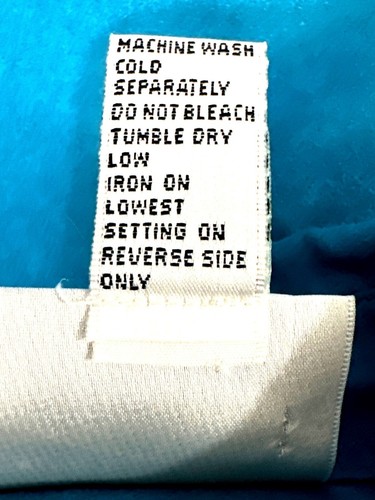 MACHINE WASH
COLD
SEPARATELY
DO NOT BLEACH
TUMBLE DRY
LOW
IRON ON
LOWEST
SETTING ON
REVERSE SIDE
ONLY